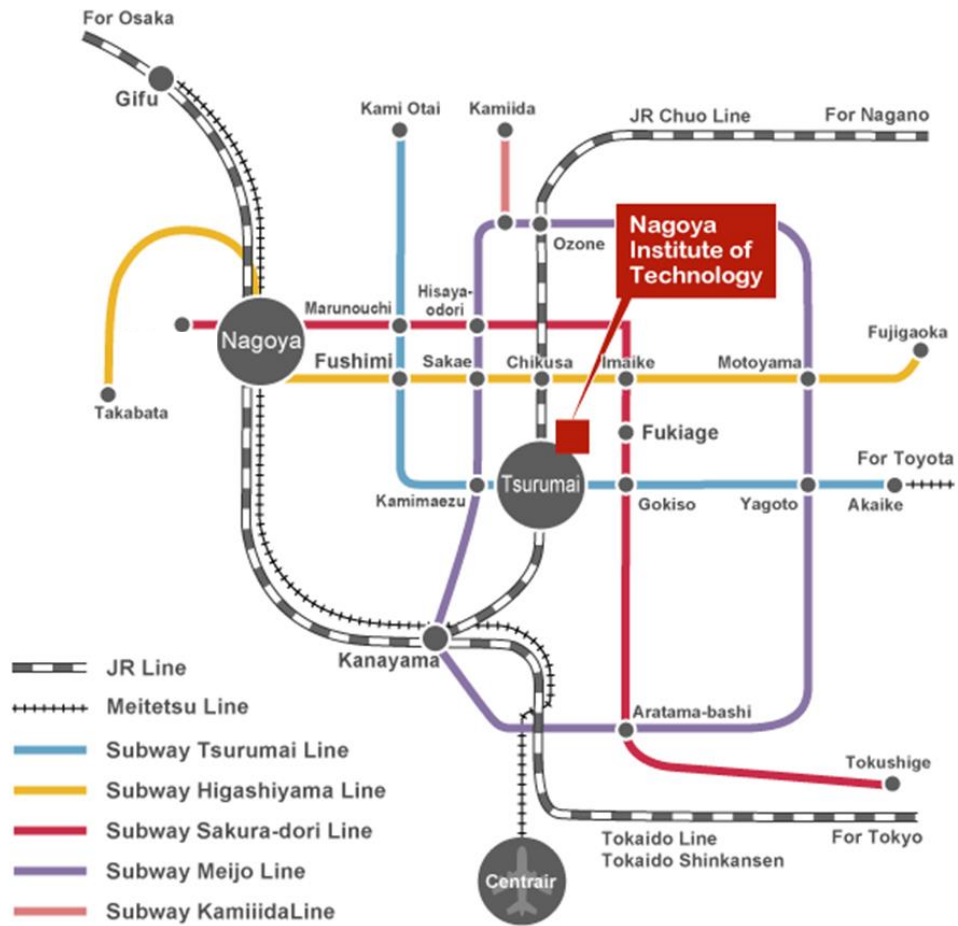 For Osaka
Gifu
Kami Otai
Kamiida
JR Chuo Line
For Nagano
Nagoya
Institute of
Technology
Ozone
Hisaya-
odori
Marunouchi
Nagoya
Fushimi
Sakae
Chikusa
Imaike
Motoyama
Fujigaoka
Takabata
Fukiage
For Toyota
Tsurumai
Kamimaezu
Gokiso
Yagoto
Akaike
Kanayama
JR Line
Meitetsu Line
Subway Tsurumai Line
Subway Higashiyama Line
Subway Sakura-dori Line
Subway Meijo Line
Subway KamiiidaLine
Aratama-bashi
Tokushige
Tokaido Line
Tokaido Shinkansen
For Tokyo
Centrair